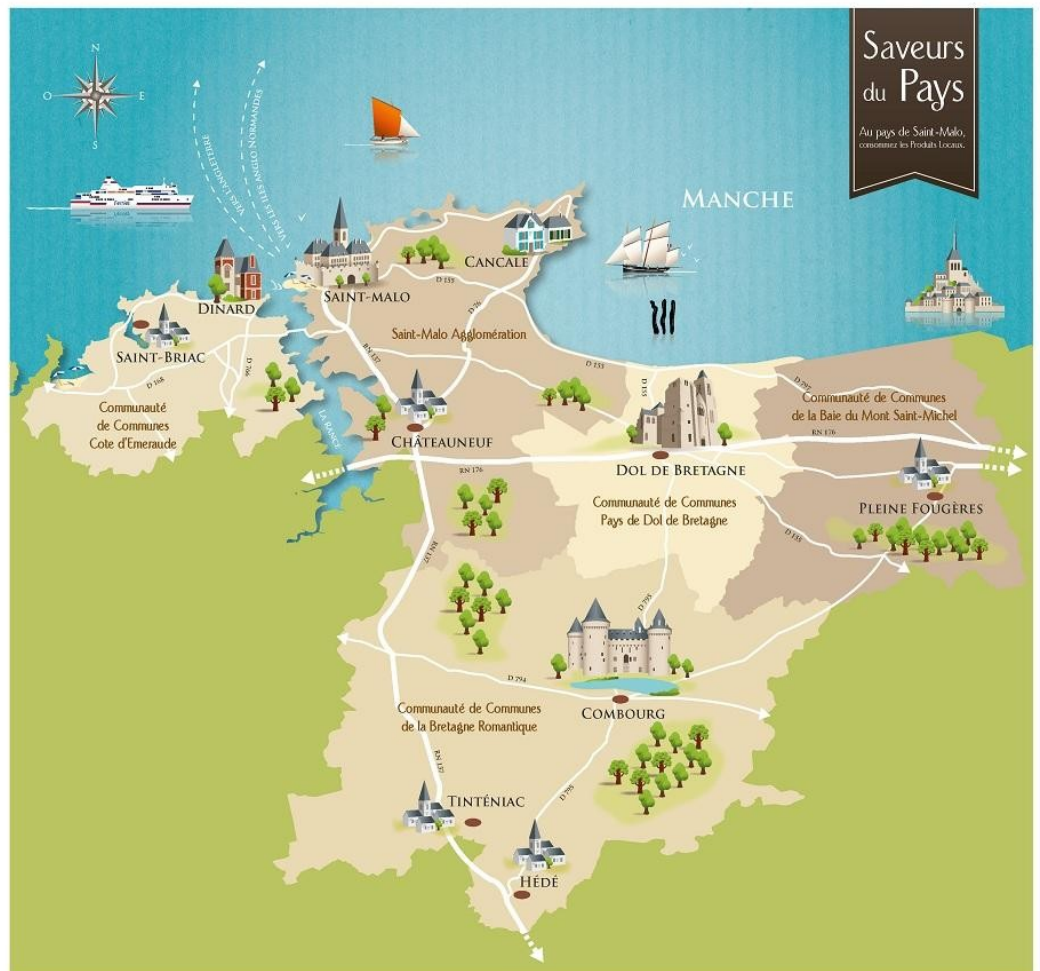 Saveurs
du Pays
Au pays de Saint-Malo,
consommez les Produits Locaux.
N
O
E
S
VERS L'ANGLETERRE
VERS LES ILES ANGLO NORMANDES
MANCHE
CANCALE
SAINT-MALO
DINARD
SAINT-BRIAC
D 155
D 76
Saint-Malo Agglomération
RN 137
D 168
D 766
Communauté
de Communes
Cote d'Emeraude
LA RANCE
CHÂTEAUNEUF
D 155
D 797
Communauté de Communes
de la Baie du Mont Saint-Michel
RN 176
RN 176
DOL DE BRETAGNE
Communauté de Communes
Pays de Dol de Bretagne
PLEINE FOUGÈRES
D 155
RN 137
D 795
D 794
COMBOURG
Communauté de Communes
de la Bretagne Romantique
RN 137
D 795
TINTÉNIAC
HÉDÉ